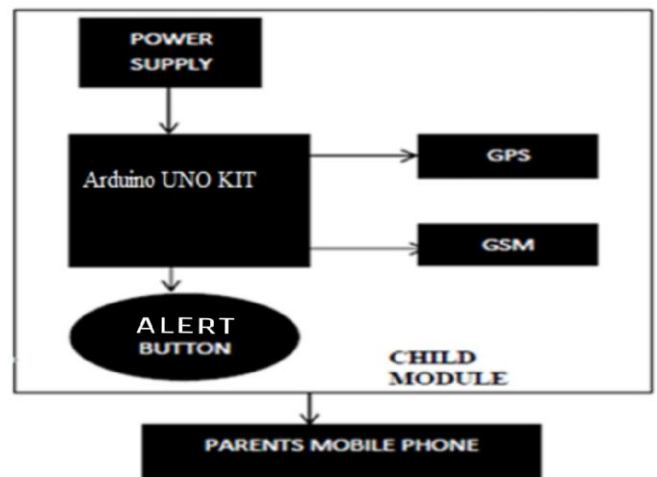 POWER
SUPPLY
Arduino UNO KIT
GPS
GSM
ALERT
BUTTON
CHILD
MODULE
PARENTS MOBILE PHONE